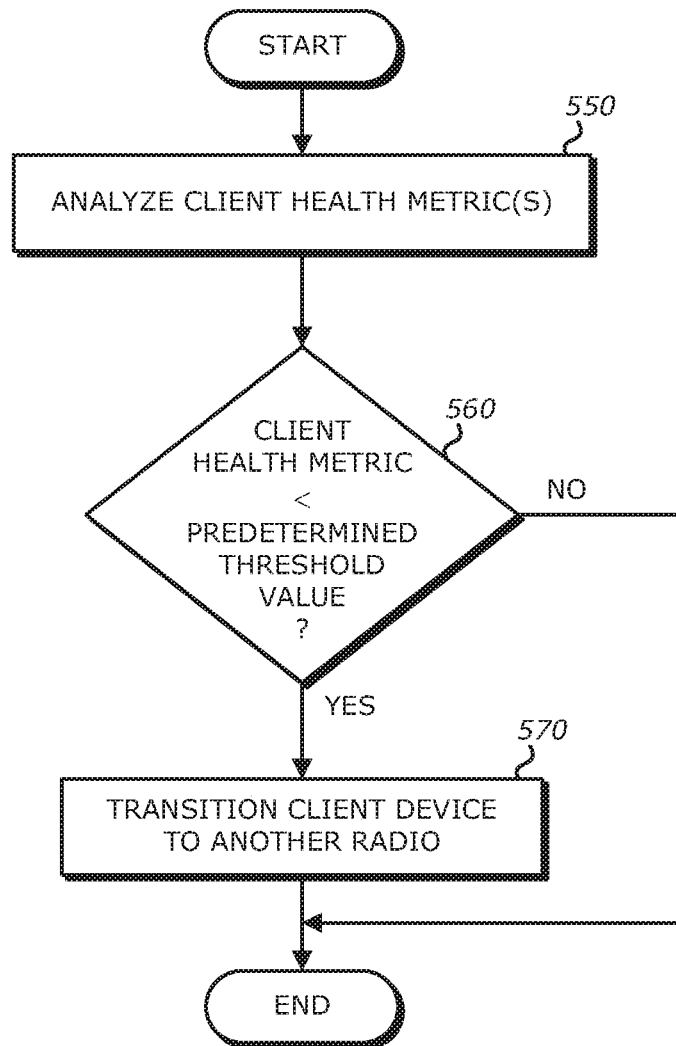 START
550
ANALYZE CLIENT HEALTH METRIC(S)
560
CLIENT
HEALTH METRIC
<
PREDETERMINED
THRESHOLD
VALUE
?
NO
YES
570
TRANSITION CLIENT DEVICE
TO ANOTHER RADIO
END